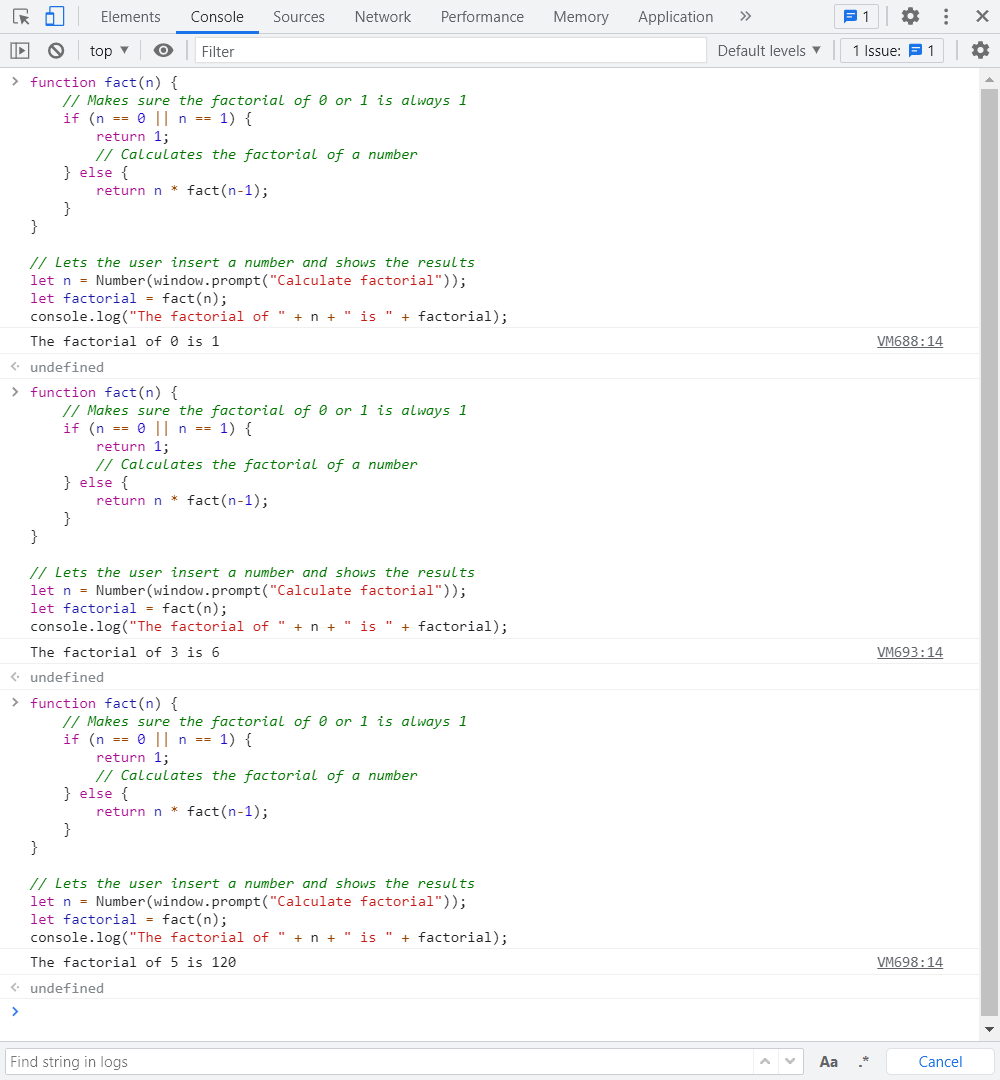 Elements Console Sources Network Performance Memory Application 1
top Filter Default levels 1 Issue: 1
function fact(n) {
    // Makes sure the factorial of 0 or 1 is always 1
    if (n == 0 || n == 1) {
        return 1;
        // Calculates the factorial of a number
    } else {
        return n * fact(n-1);
    }
}
// Lets the user insert a number and shows the results
let n = Number(window.prompt("Calculate factorial"));
let factorial = fact(n);
console.log("The factorial of " + n + " is " + factorial);
The factorial of 0 is 1 VM688:14
undefined
function fact(n) {
    // Makes sure the factorial of 0 or 1 is always 1
    if (n == 0 || n == 1) {
        return 1;
        // Calculates the factorial of a number
    } else {
        return n * fact(n-1);
    }
}
// Lets the user insert a number and shows the results
let n = Number(window.prompt("Calculate factorial"));
let factorial = fact(n);
console.log("The factorial of " + n + " is " + factorial);
The factorial of 3 is 6 VM693:14
undefined
function fact(n) {
    // Makes sure the factorial of 0 or 1 is always 1
    if (n == 0 || n == 1) {
        return 1;
        // Calculates the factorial of a number
    } else {
        return n * fact(n-1);
    }
}
// Lets the user insert a number and shows the results
let n = Number(window.prompt("Calculate factorial"));
let factorial = fact(n);
console.log("The factorial of " + n + " is " + factorial);
The factorial of 5 is 120 VM698:14
undefined
Find string in logs Aa .* Cancel